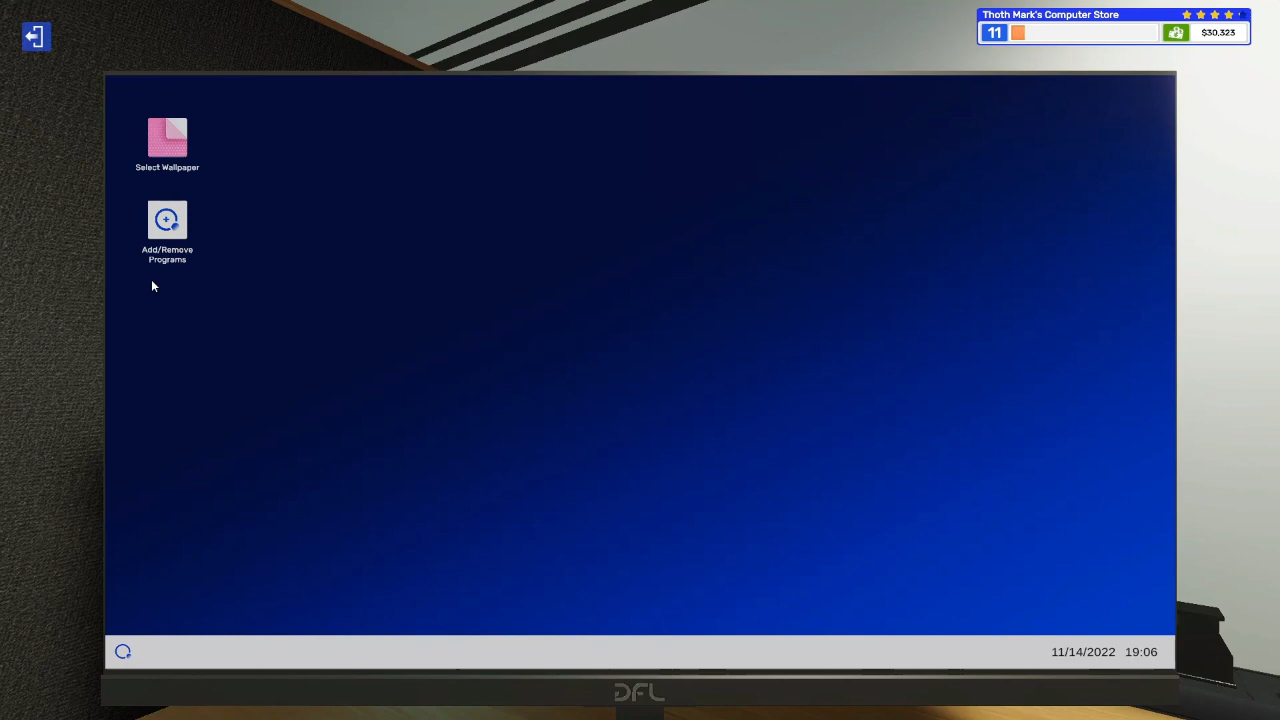 Thoth Mark's Computer Store
11
$30,323
Select Wallpaper
Add/Remove
Programs
11/14/2022 19:06
DFL